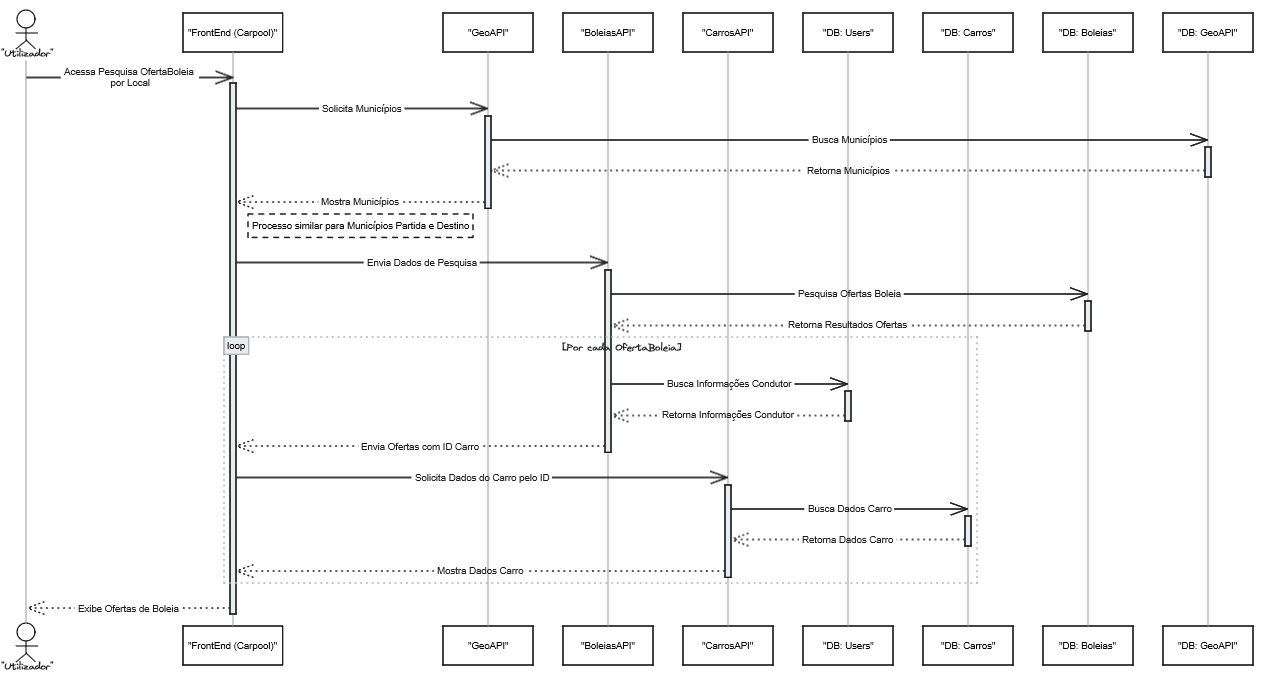 "Utilizador"
"FrontEnd (Carpool)"
"GeoAPI"
"BoleiasAPI"
"CarrosAPI"
"DB: Users"
"DB: Carros"
"DB: Boleias"
"DB: GeoAPI"
Acessa Pesquisa OfertaBoleia
por Local
Solicita Municípios
Busca Municípios
Retorna Municípios
Mostra Municípios
Processo similar para Municípios Partida e Destino
Envia Dados de Pesquisa
Pesquisa Ofertas Boleia
Retorna Resultados Ofertas
loop
[Por cada OfertaBoleia]
Busca Informações Condutor
Retorna Informações Condutor
Envia Ofertas com ID Carro
Solicita Dados do Carro pelo ID
Busca Dados Carro
Retorna Dados Carro
Mostra Dados Carro
Exibe Ofertas de Boleia
"Utilizador"
"FrontEnd (Carpool)"
"GeoAPI"
"BoleiasAPI"
"CarrosAPI"
"DB: Users"
"DB: Carros"
"DB: Boleias"
"DB: GeoAPI"